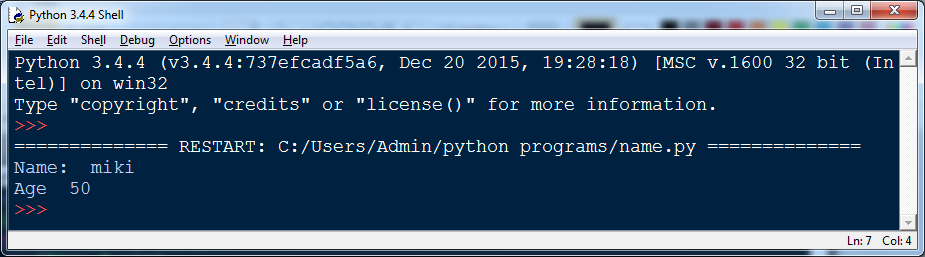 Python 3.4.4 Shell
File Edit Shell Debug Options Window Help
Python 3.4.4 (v3.4.4:737efcadf5a6, Dec 20 2015, 19:28:18) [MSC v.1600 32 bit (In
tel)] on win32
Type "copyright", "credits" or "license()" for more information.
>>>
============== RESTART: C:/Users/Admin/python programs/name.py ==============
Name:  miki
Age  50
>>>
Ln: 7 Col: 4